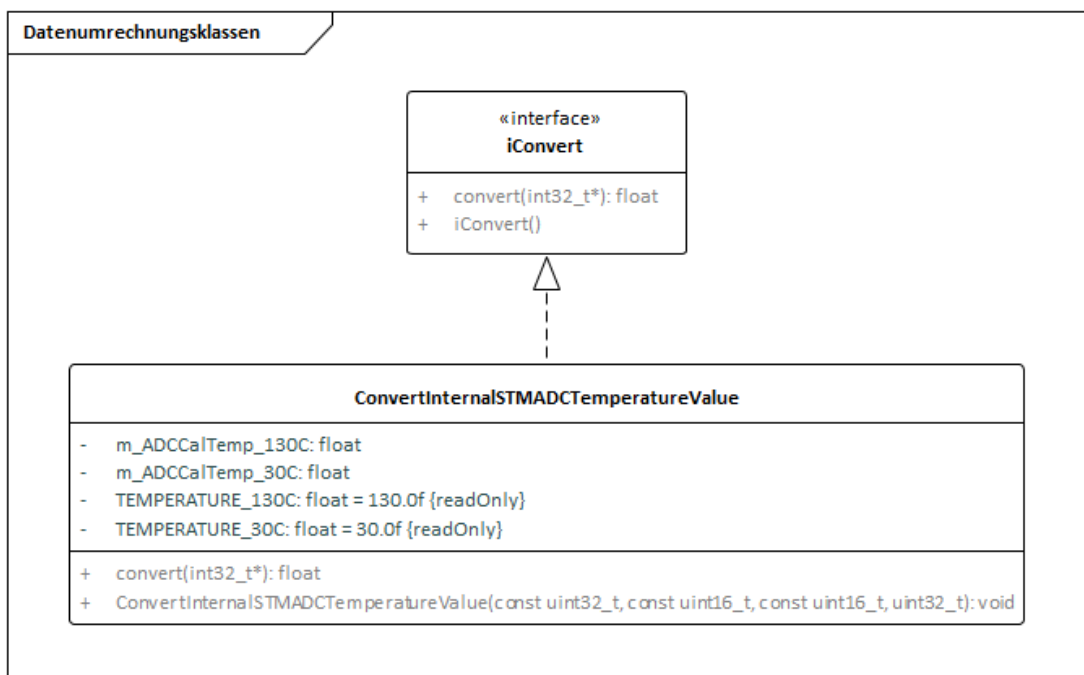 Datenumrechnungsklassen
«interface»
iConvert
+ convert(int32_t*): float
+ iConvert()
ConvertInternalSTMADCTemperatureValue
- m_ADCCalTemp_130C: float
- m_ADCCalTemp_30C: float
- TEMPERATURE_130C: float = 130.0f {readOnly}
- TEMPERATURE_30C: float = 30.0f {readOnly}
+ convert(int32_t*): float
+ ConvertInternalSTMADCTemperatureValue(const uint32_t, const uint16_t, const uint16_t, uint32_t): void